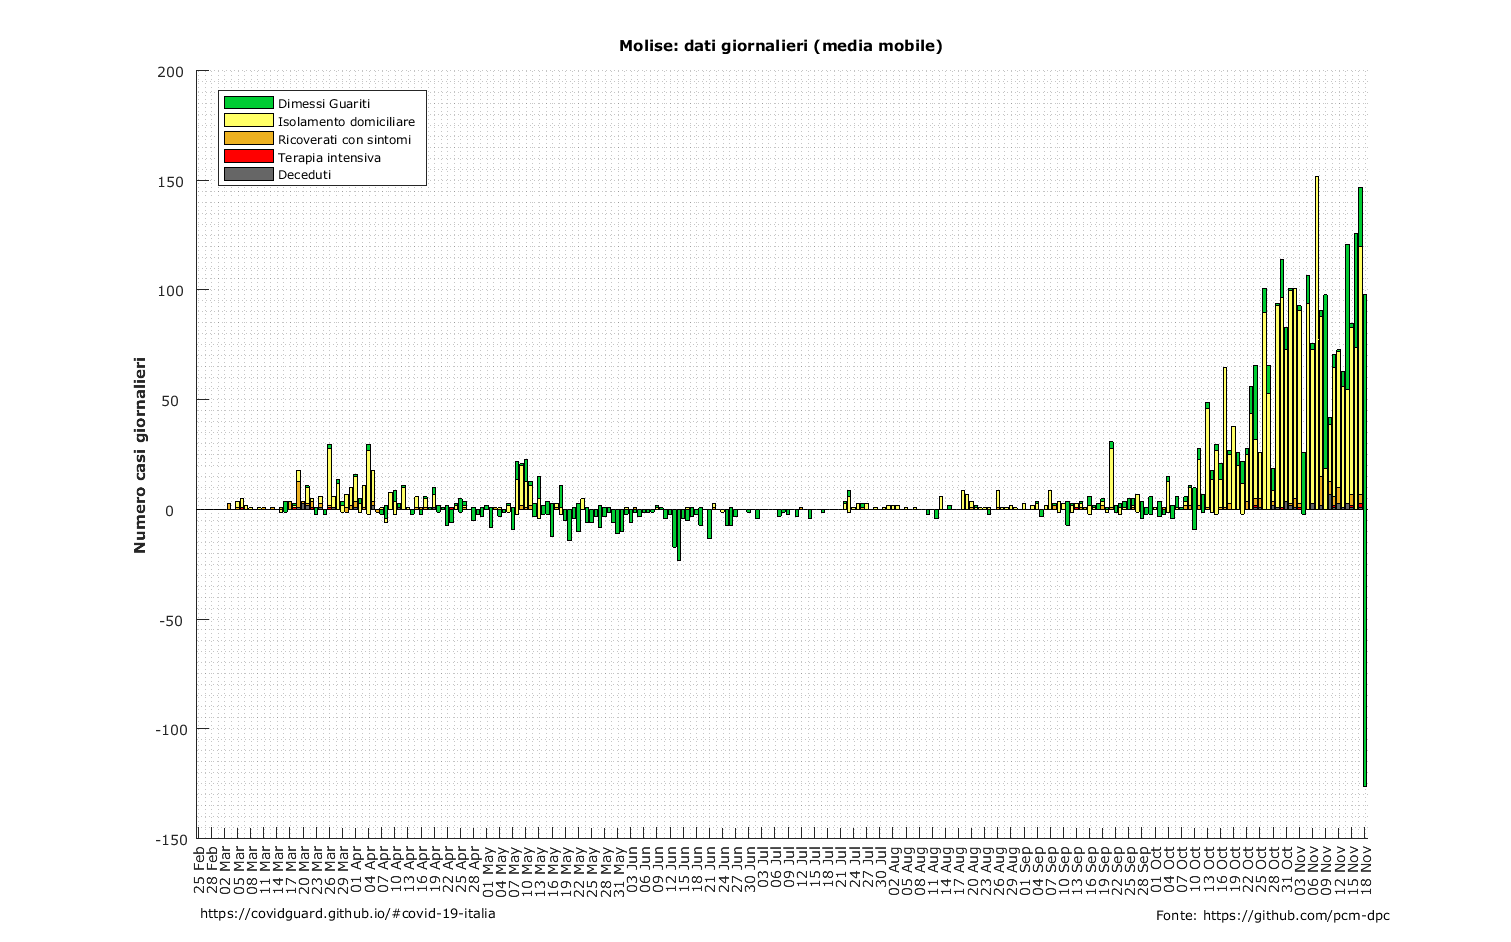 Molise: dati giornalieri (media mobile)
200
150
100
50
0
-50
-100
-150
Numero casi giornalieri
Dimessi Guariti
Isolamento domiciliare
Ricoverati con sintomi
Terapia intensiva
Deceduti
25 Feb
28 Feb
02 Mar
05 Mar
08 Mar
11 Mar
14 Mar
17 Mar
20 Mar
23 Mar
26 Mar
29 Mar
01 Apr
04 Apr
07 Apr
10 Apr
13 Apr
16 Apr
19 Apr
22 Apr
25 Apr
28 Apr
01 May
04 May
07 May
10 May
13 May
16 May
19 May
22 May
25 May
28 May
31 May
03 Jun
06 Jun
09 Jun
12 Jun
15 Jun
18 Jun
21 Jun
24 Jun
27 Jun
30 Jun
03 Jul
06 Jul
09 Jul
12 Jul
15 Jul
18 Jul
21 Jul
24 Jul
27 Jul
30 Jul
02 Aug
05 Aug
08 Aug
11 Aug
14 Aug
17 Aug
20 Aug
23 Aug
26 Aug
29 Aug
01 Sep
04 Sep
07 Sep
10 Sep
13 Sep
16 Sep
19 Sep
22 Sep
25 Sep
28 Sep
01 Oct
04 Oct
07 Oct
10 Oct
13 Oct
16 Oct
19 Oct
22 Oct
25 Oct
28 Oct
31 Oct
03 Nov
06 Nov
09 Nov
12 Nov
15 Nov
18 Nov
https://covidguard.github.io/#covid-19-italia
Fonte: https://github.com/pcm-dpc